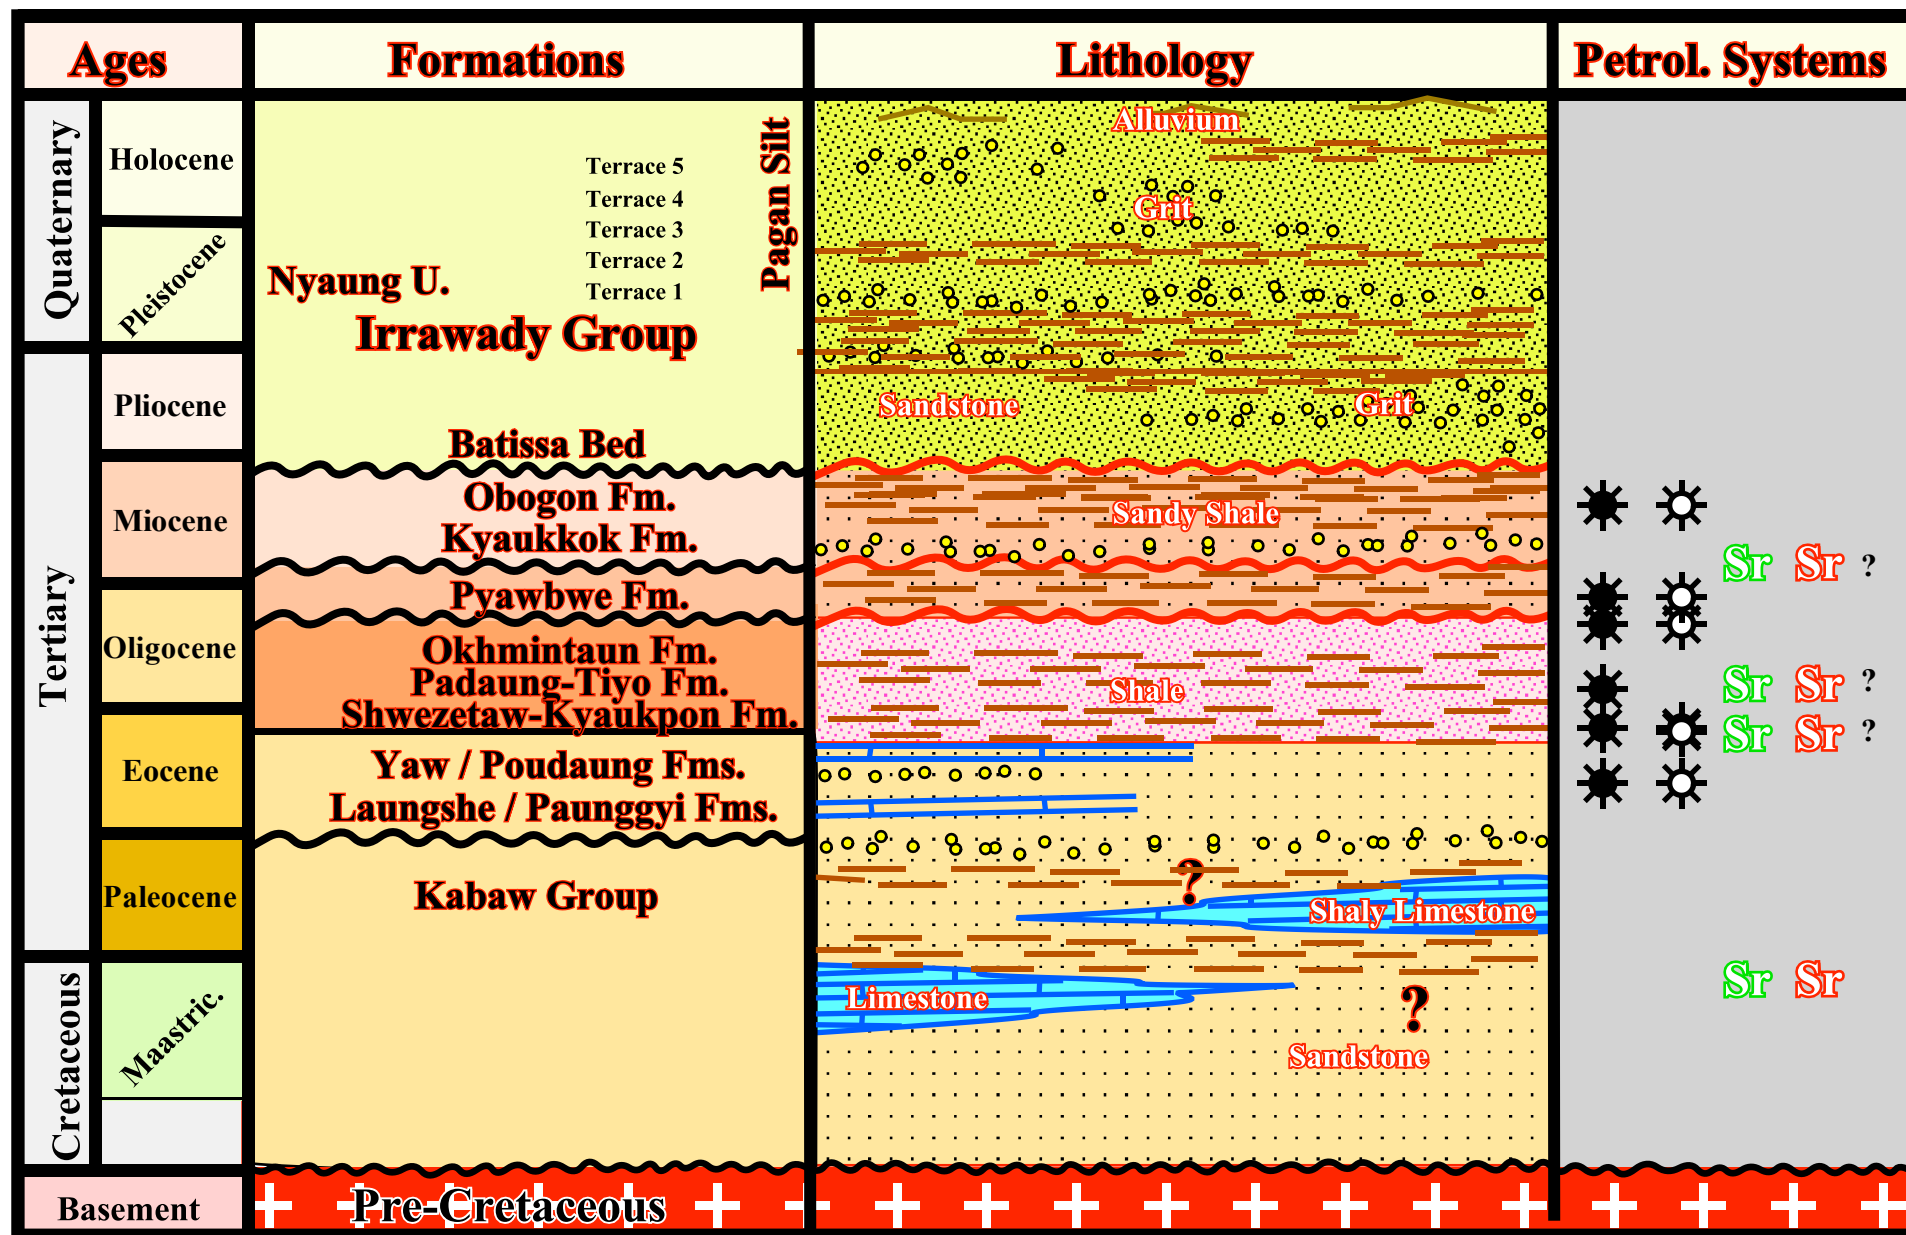 Ages
Formations
Lithology
Petrol. Systems
Quaternary
Holocene
Pleistocene
Terrace 5
Terrace 4
Terrace 3
Terrace 2
Terrace 1
Pagan Silt
Nyaung U.
Irrawady Group
Alluvium
Grit
Tertiary
Pliocene
Batissa Bed
Sandstone
Grit
Miocene
Obogon Fm.
Kyaukkok Fm.
Pyawbwe Fm.
Sandy Shale
Sr Sr ?
Oligocene
Okhmintaun Fm.
Padaung-Tiyo Fm.
Shwezetaw-Kyaukpon Fm.
Shale
Sr Sr ?
Sr Sr ?
Eocene
Yaw / Poudaung Fms.
Laungshe / Paunggyi Fms.
Paleocene
Kabaw Group
?
Shaly Limestone
Cretaceous
Maastric.
Limestone
?
Sandstone
Sr Sr
Basement
Pre-Cretaceous